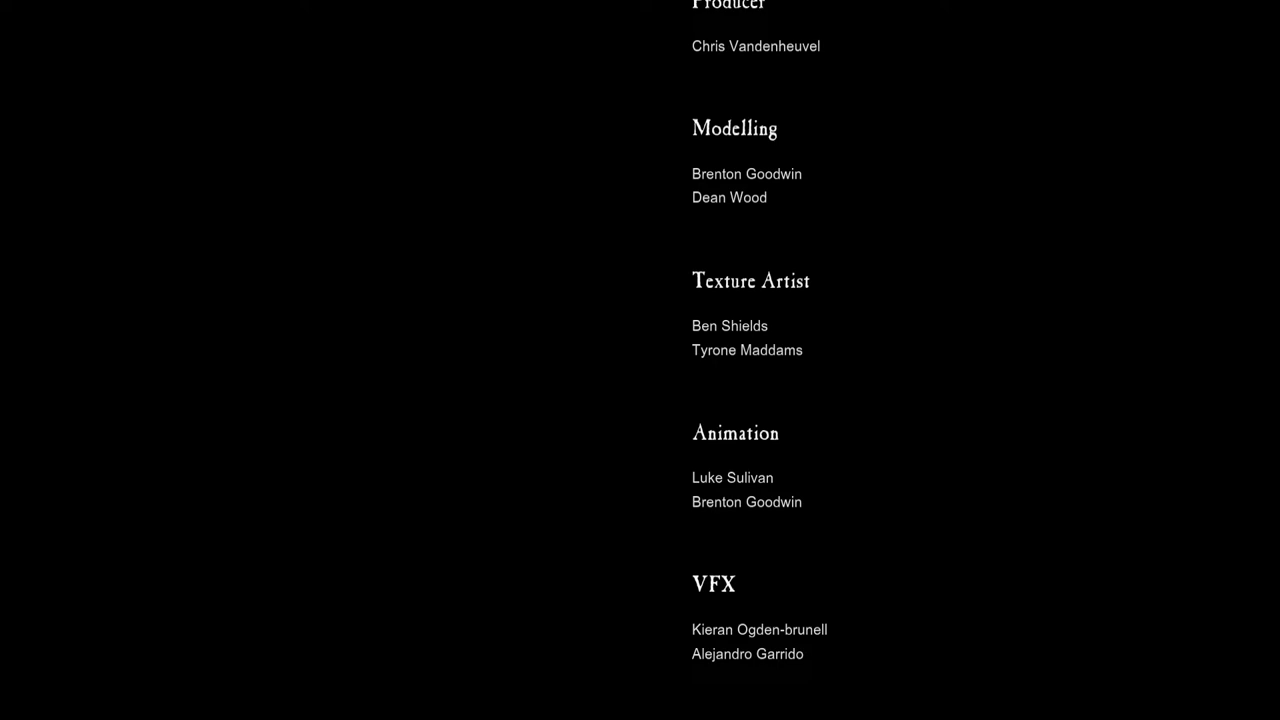 Producer
Chris Vandenheuvel
Modelling
Brenton Goodwin
Dean Wood
Texture Artist
Ben Shields
Tyrone Maddams
Animation
Luke Sulivan
Brenton Goodwin
VFX
Kieran Ogden-brunell
Alejandro Garrido